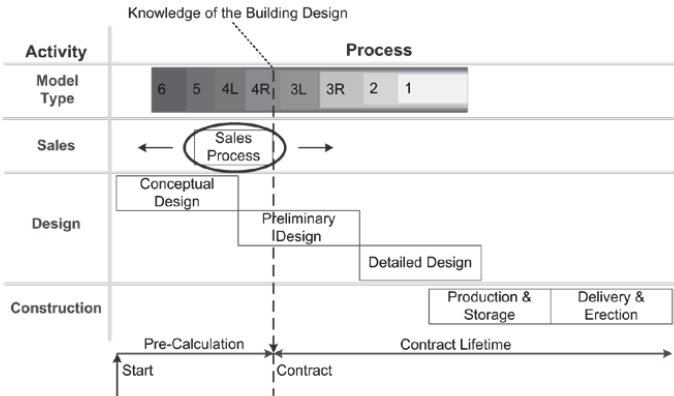 Knowledge of the Building Design
Activity
Process
Model
Type
6 5 4L 4R 3L 3R 2 1
Sales
Sales
Process
Design
Conceptual
Design
Preliminary
Design
Detailed Design
Construction
Production &
Storage
Delivery &
Erection
Pre-Calculation
Contract Lifetime
Start
Contract